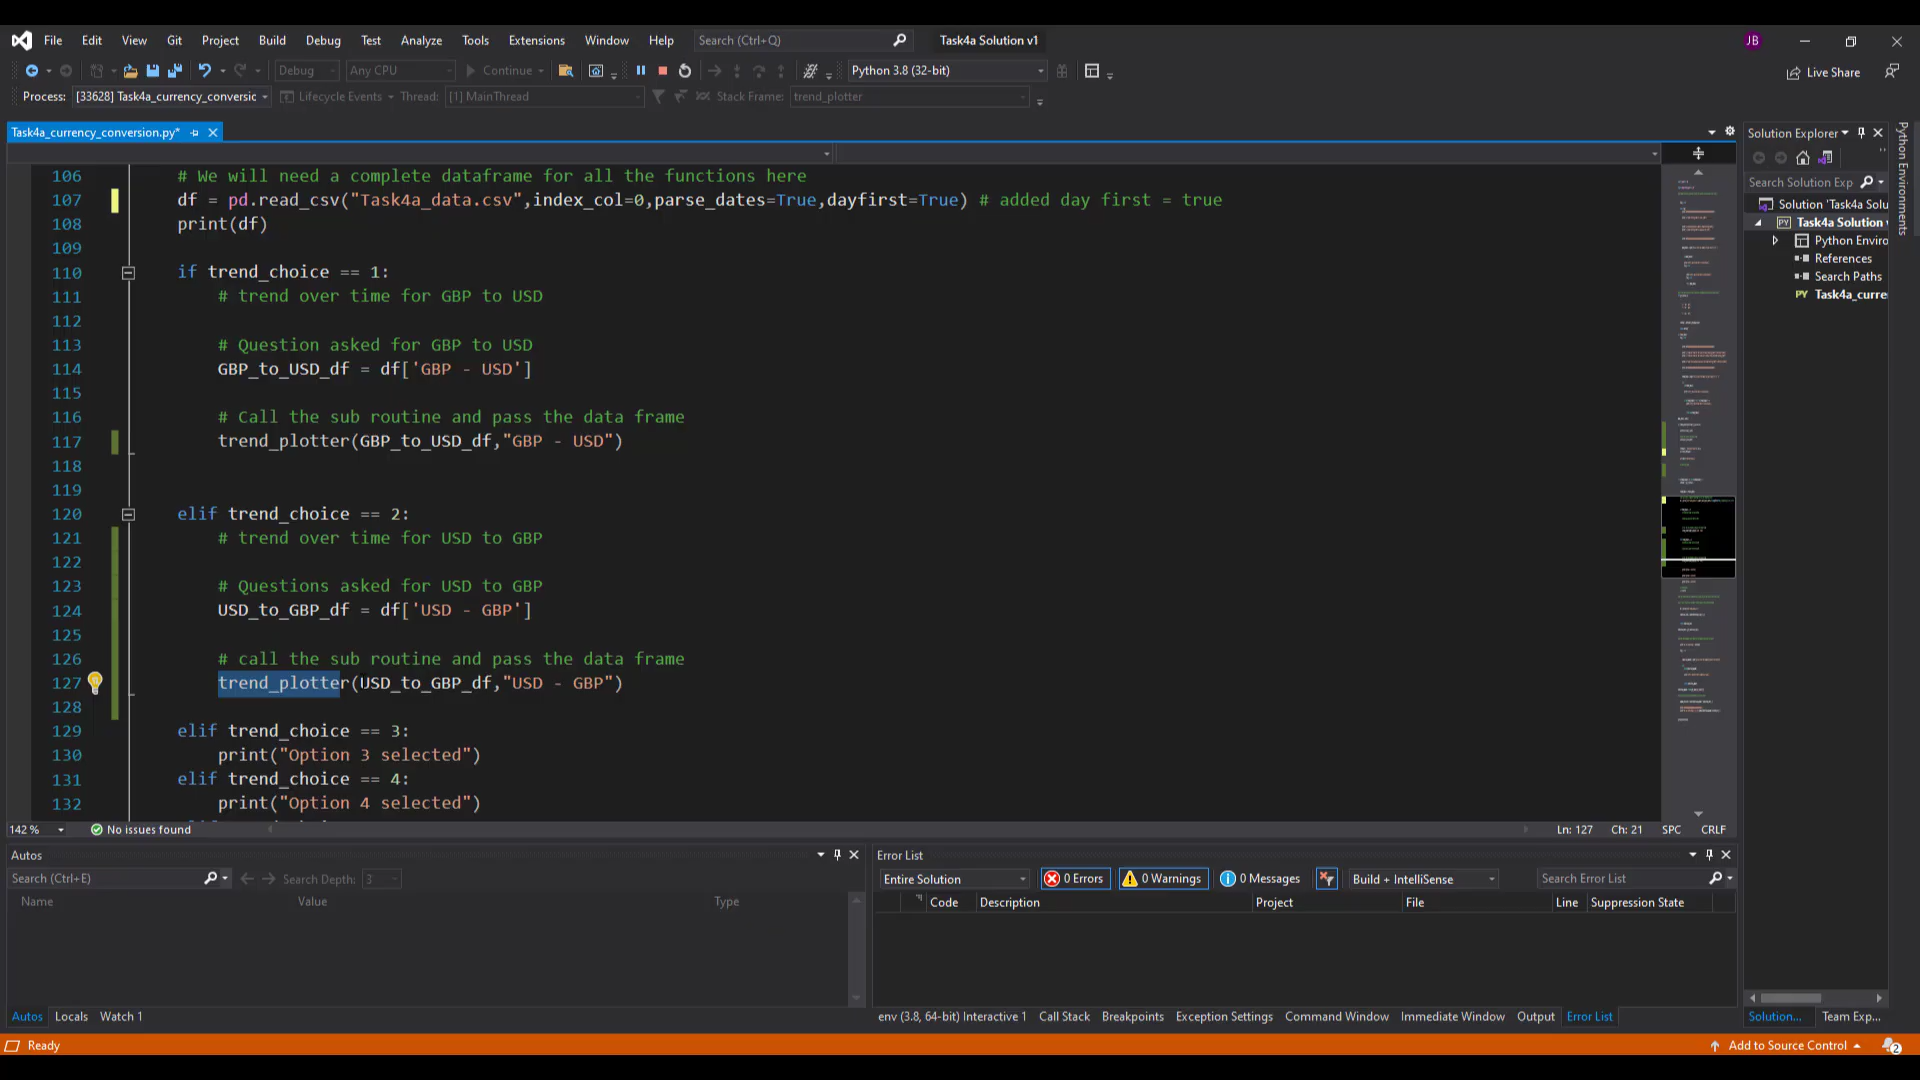 File Edit View Git Project Build Debug Test Analyze Tools Extensions Window Help Search (Ctrl+Q) Task4a Solution v1 JB
Debug Any CPU Continue Python 3.8 (32-bit) Live Share
Process: [33628] Task4a_currency_conversic Lifecycle Events Thread: [1] MainThread Stack Frame: trend_plotter
Task4a_currency_conversion.py*
106 # We will need a complete dataframe for all the functions here
107 df = pd.read_csv("Task4a_data.csv",index_col=0,parse_dates=True,dayfirst=True) # added day first = true
108 print(df)
109
110 if trend_choice == 1:
111 # trend over time for GBP to USD
112
113 # Question asked for GBP to USD
114 GBP_to_USD_df = df['GBP - USD']
115
116 # Call the sub routine and pass the data frame
117 trend_plotter(GBP_to_USD_df,"GBP - USD")
118
119
120 elif trend_choice == 2:
121 # trend over time for USD to GBP
122
123 # Questions asked for USD to GBP
124 USD_to_GBP_df = df['USD - GBP']
125
126 # call the sub routine and pass the data frame
127 trend_plotter(USD_to_GBP_df,"USD - GBP")
128
129 elif trend_choice == 3:
130 print("Option 3 selected")
131 elif trend_choice == 4:
132 print("Option 4 selected")
142 % No issues found Ln: 127 Ch: 21 SPC CRLF
Solution Explorer
Search Solution Exp
Solution 'Task4a Solu
Task4a Solution
Python Enviro
References
Search Paths
Task4a_curre
Python Environments
Autos
Search (Ctrl+E) Search Depth: 3
Name Value Type
Autos Locals Watch 1
Error List
Entire Solution 0 Errors 0 Warnings 0 Messages Build + IntelliSense Search Error List
Code Description Project File Line Suppression State
env (3.8, 64-bit) Interactive 1 Call Stack Breakpoints Exception Settings Command Window Immediate Window Output Error List
Solution... Team Exp...
Ready Add to Source Control 2